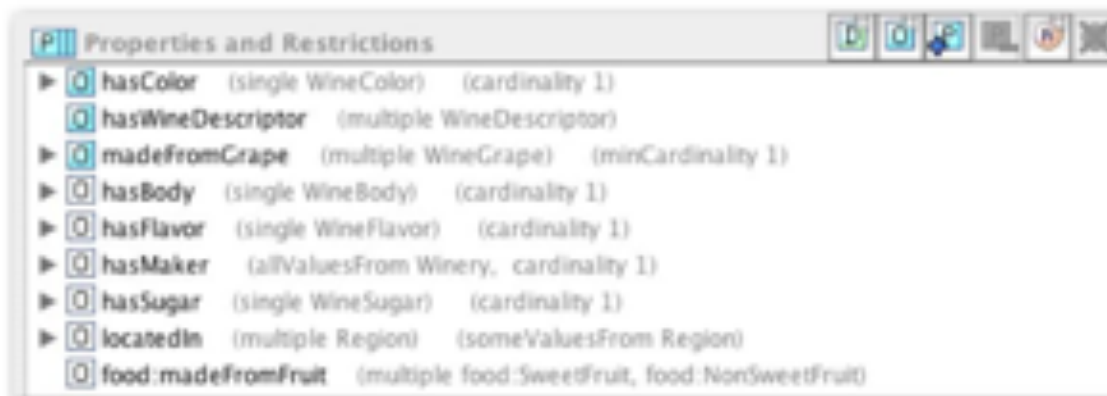 P Properties and Restrictions D O P R
O hasColor (single WineColor) (cardinality 1)
O hasWineDescriptor (multiple WineDescriptor)
O madeFromGrape (multiple WineGrape) (minCardinality 1)
O hasBody (single WineBody) (cardinality 1)
O hasFlavor (single WineFlavor) (cardinality 1)
O hasMaker (allValuesFrom Winery, cardinality 1)
O hasSugar (single WineSugar) (cardinality 1)
O locatedIn (multiple Region) (someValuesFrom Region)
O food:madeFromFruit (multiple food:SweetFruit, food:NonSweetFruit)